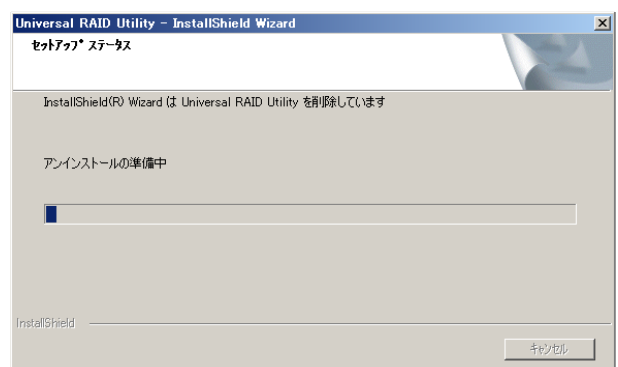 Universal RAID Utility - InstallShield Wizard
ｾｯﾄｱｯﾌﾟ ｽﾃｰﾀｽ
InstallShield(R) Wizard は Universal RAID Utility を削除しています
アンインストールの準備中
InstallShield
ｷｬﾝｾﾙ